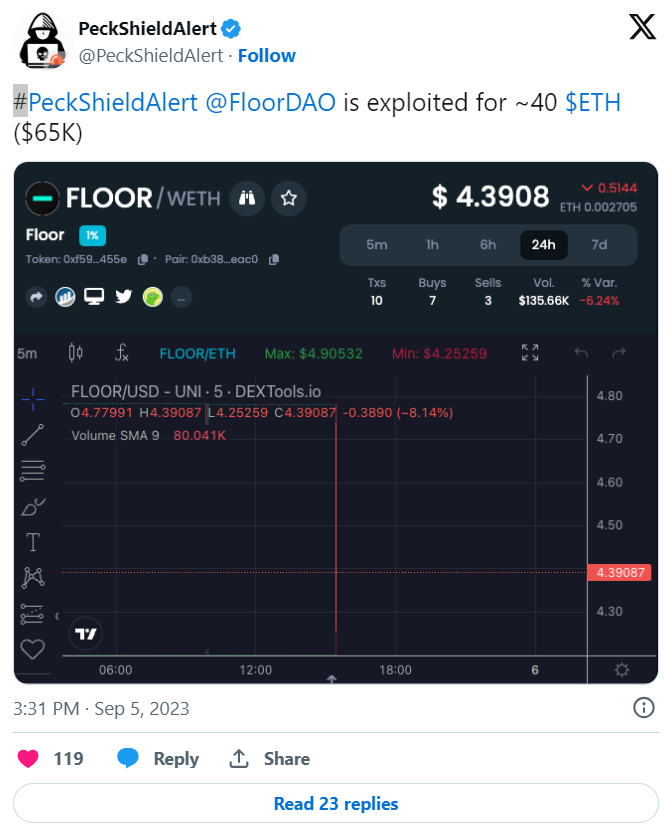 PeckShieldAlert
@PeckShieldAlert · Follow
#PeckShieldAlert @FloorDAO is exploited for ~40 $ETH
($65K)
FLOOR/WETH
$ 4.3908
0.5144
ETH 0.002705
Floor 1%
Token: 0xf59...455e · Pair: 0xb38...eac0
5m 1h 6h 24h 7d
Txs Buys Sells Vol. % Var.
10 7 3 $135.66K -6.24%
5m FLOOR/ETH Max: $4.90532 Min: $4.25259
FLOOR/USD - UNI · 5 · DEXTools.io
O4.77991 H4.39087 L4.25259 C4.39087 -0.3890 (−8.14%)
Volume SMA 9 80.041K
4.80
4.70
4.60
4.50
4.39087
4.30
06:00 12:00 18:00 6
3:31 PM · Sep 5, 2023
119 Reply Share
Read 23 replies